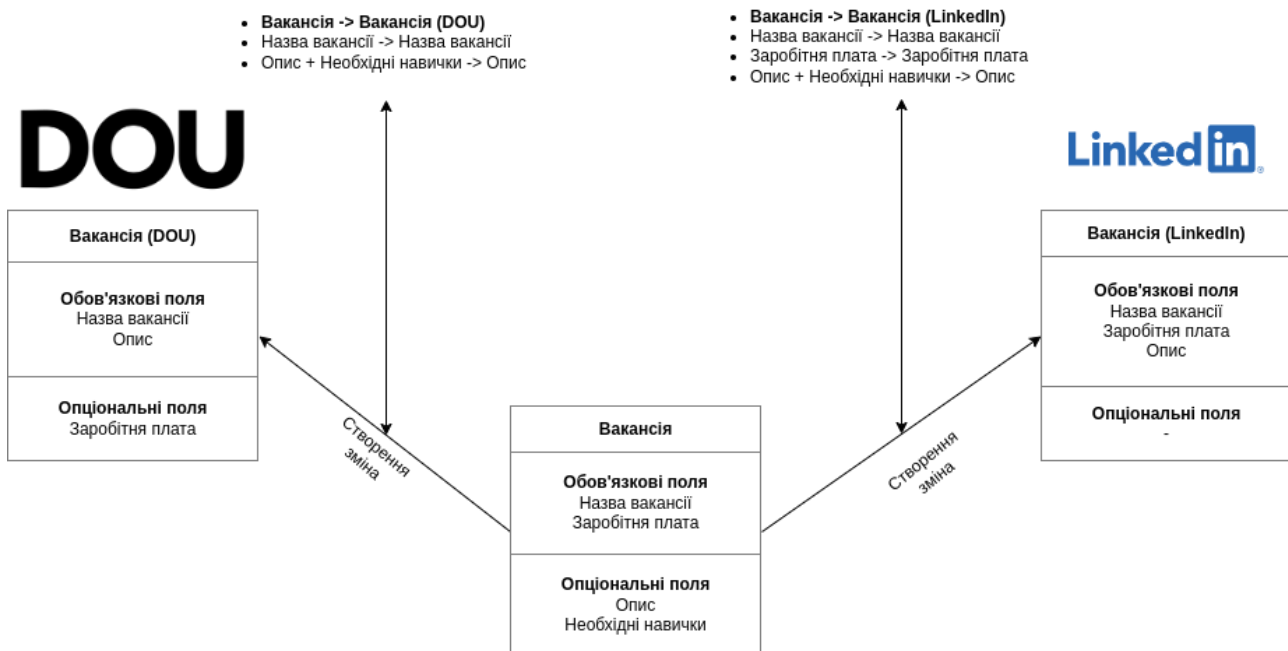 Вакансія -> Вакансія (DOU)
Назва вакансії -> Назва вакансії
Опис + Необхідні навички -> Опис
Вакансія -> Вакансія (LinkedIn)
Назва вакансії -> Назва вакансії
Заробітня плата -> Заробітня плата
Опис + Необхідні навички -> Опис
DOU
LinkedIn
Вакансія (DOU)
Обов'язкові поля
Назва вакансії
Опис
Опціональні поля
Заробітня плата
Створення
зміна
Вакансія
Обов'язкові поля
Назва вакансії
Заробітня плата
Опціональні поля
Опис
Необхідні навички
Створення
зміна
Вакансія (LinkedIn)
Обов'язкові поля
Назва вакансії
Заробітня плата
Опис
Опціональні поля
-